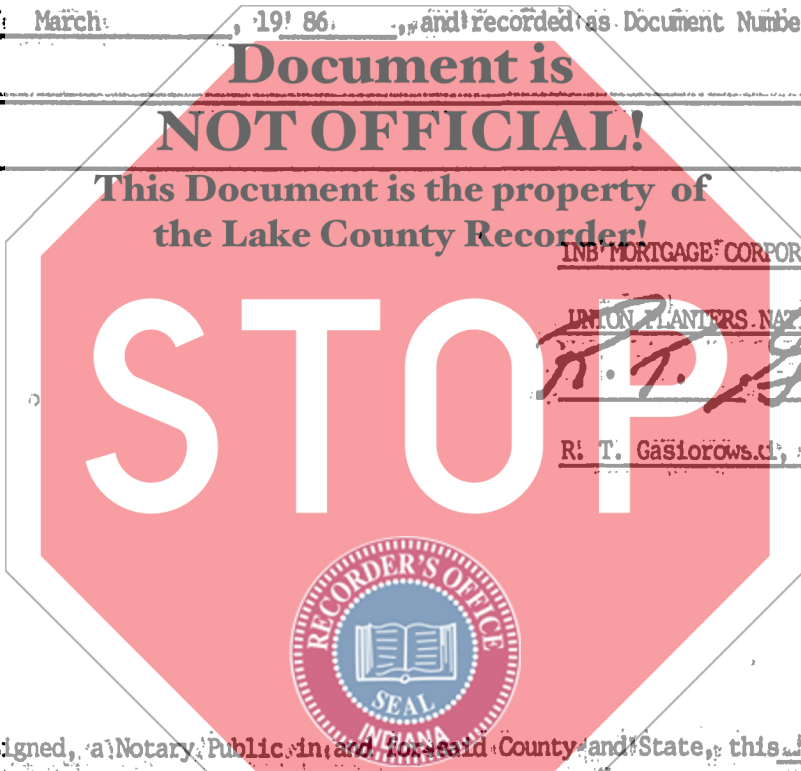 March , 19 86 , and recorded as Document Numbe
Document is
NOT OFFICIAL!
This Document is the property of
the Lake County Recorder!
INB MORTGAGE CORPOR
UNION PLANTERS NAT
STOP
R. T.
R. T. Gasiorows.ci,
RECORDER'S OFFICE
SEAL
INDIANA
igned, a Notary Public in and for said County and State, this